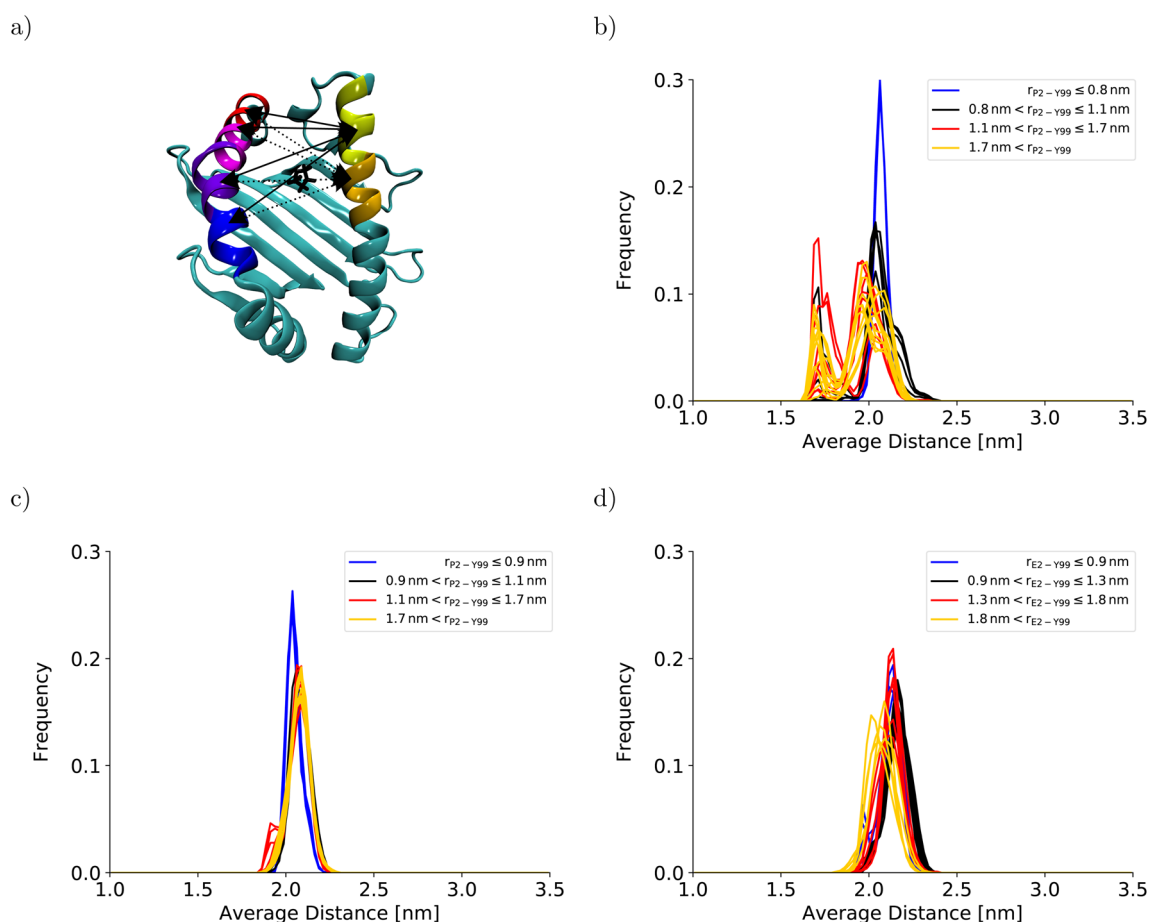 a)
b)
0.3
0.2
0.1
0.0
Frequency
1.0 1.5 2.0 2.5 3.0 3.5
Average Distance [nm]
r_P2−Y99 ≤ 0.8 nm
0.8 nm < r_P2−Y99 ≤ 1.1 nm
1.1 nm < r_P2−Y99 ≤ 1.7 nm
1.7 nm < r_P2−Y99
c)
0.3
0.2
0.1
0.0
Frequency
1.0 1.5 2.0 2.5 3.0 3.5
Average Distance [nm]
r_P2−Y99 ≤ 0.9 nm
0.9 nm < r_P2−Y99 ≤ 1.1 nm
1.1 nm < r_P2−Y99 ≤ 1.7 nm
1.7 nm < r_P2−Y99
d)
0.3
0.2
0.1
0.0
Frequency
1.0 1.5 2.0 2.5 3.0 3.5
Average Distance [nm]
r_E2−Y99 ≤ 0.9 nm
0.9 nm < r_E2−Y99 ≤ 1.3 nm
1.3 nm < r_E2−Y99 ≤ 1.8 nm
1.8 nm < r_E2−Y99